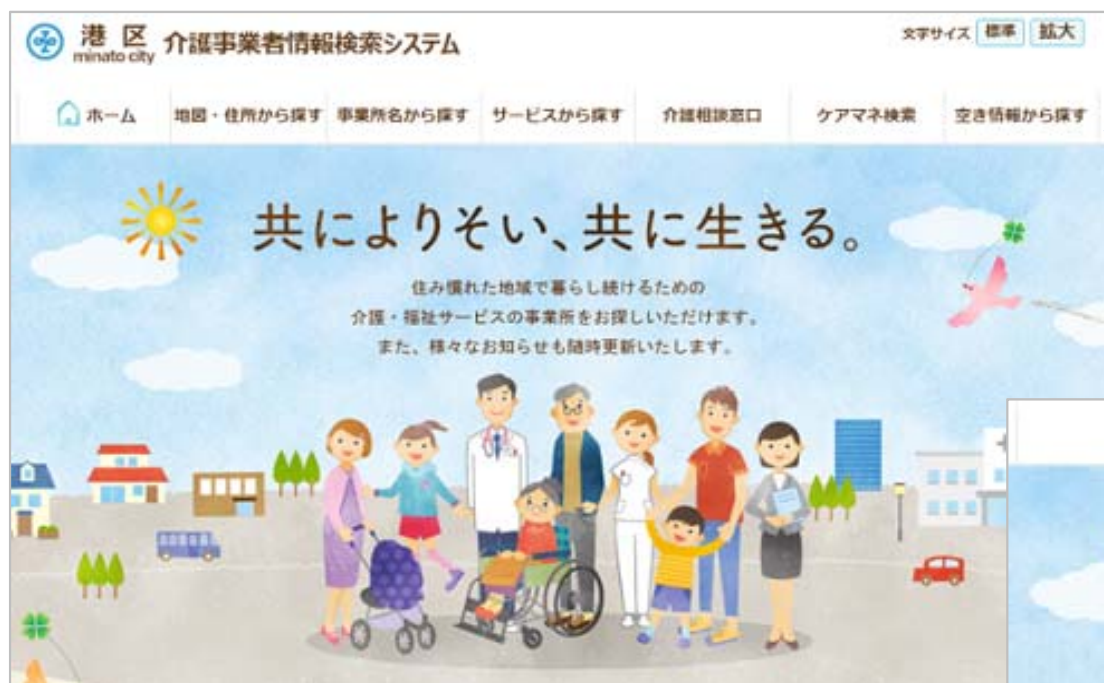 港区
minato city
介護事業者情報検索システム
文字サイズ 標準 拡大
ホーム 地図・住所から探す 事業所名から探す サービスから探す 介護相談窓口 ケアマネ検索 空き情報から探す
共によりそい、共に生きる。
住み慣れた地域で暮らし続けるための
介護・福祉サービスの事業所をお探しいただけます。
また、様々なお知らせも随時更新いたします。